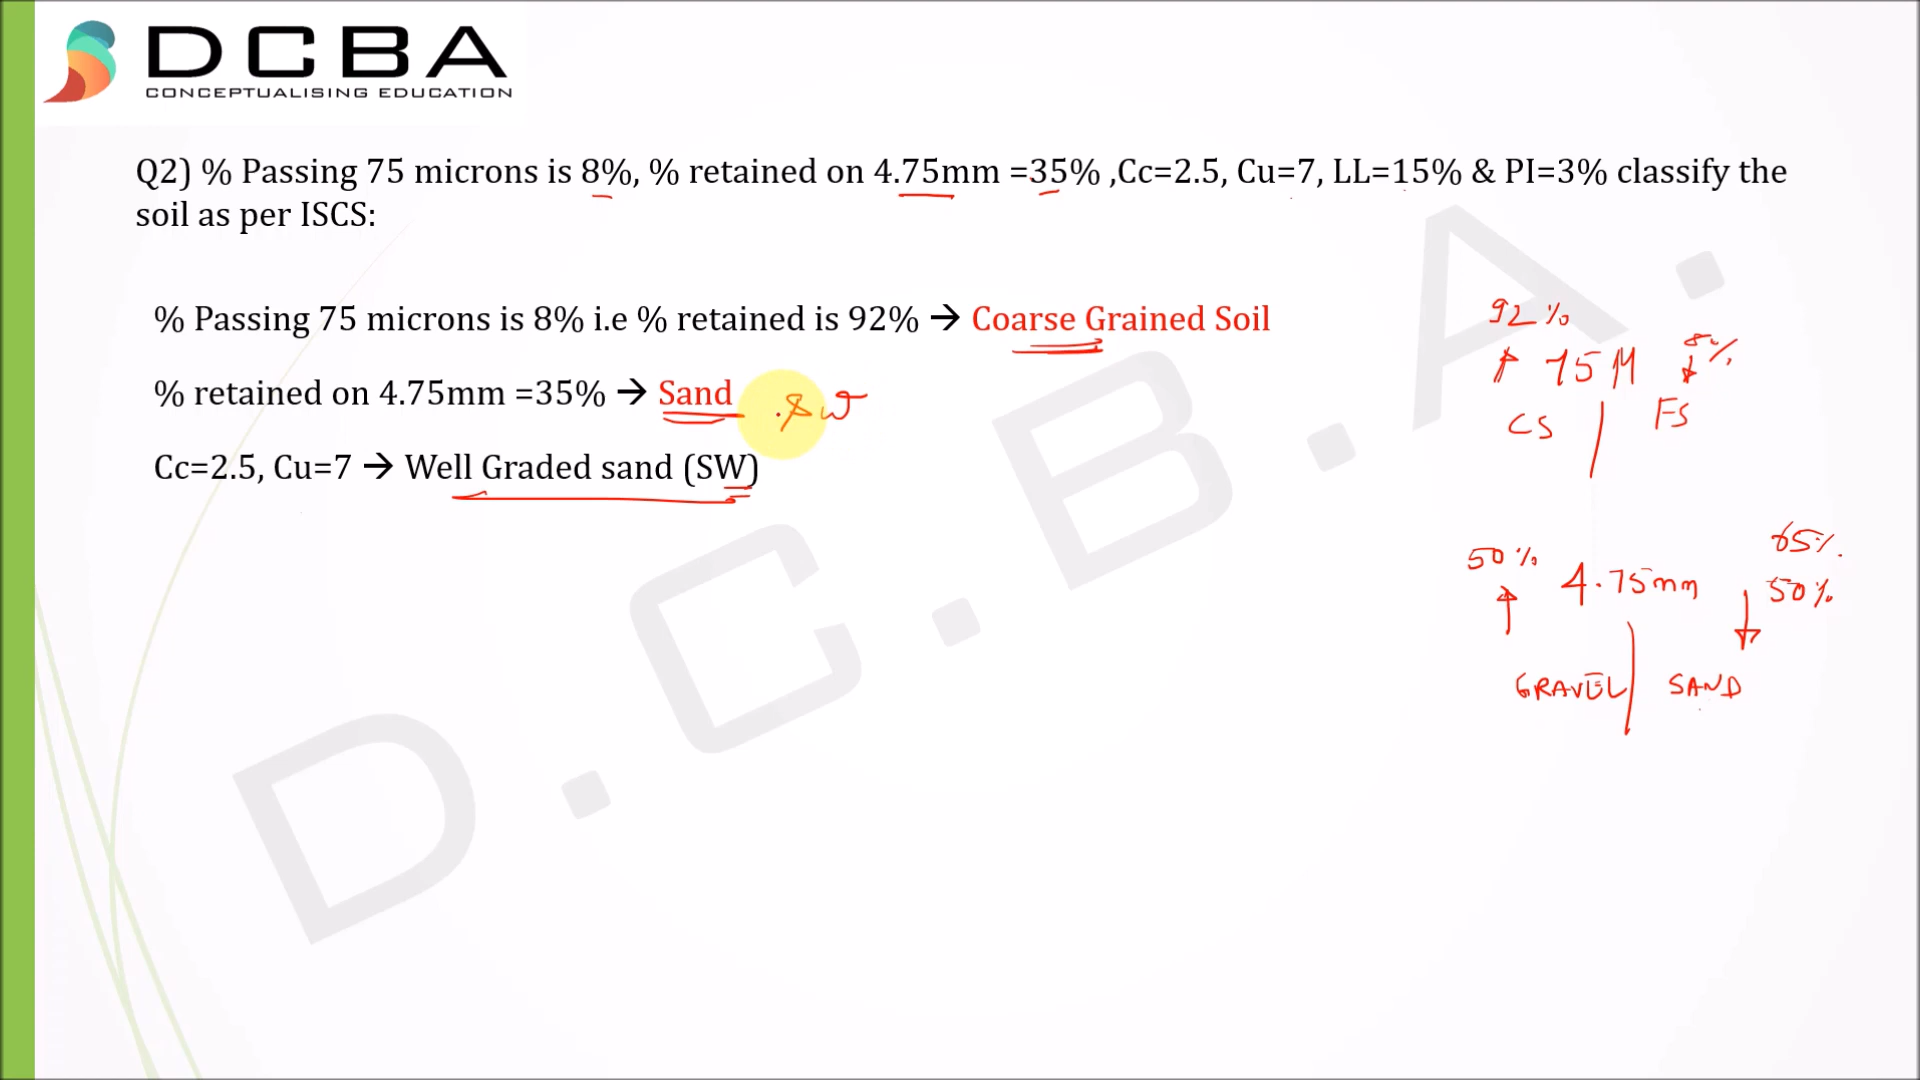 DCBA
CONCEPTUALISING EDUCATION
Q2) % Passing 75 microns is 8%, % retained on 4.75mm =35% ,Cc=2.5, Cu=7, LL=15% & PI=3% classify the
soil as per ISCS:
% Passing 75 microns is 8% i.e % retained is 92% → Coarse Grained Soil
% retained on 4.75mm =35% → Sand SW
Cc=2.5, Cu=7 → Well Graded sand (SW)
92%
75 μ 8%
CS FS
65%
50% 4.75mm 50%
GRAVEL SAND
D.C.B.A.